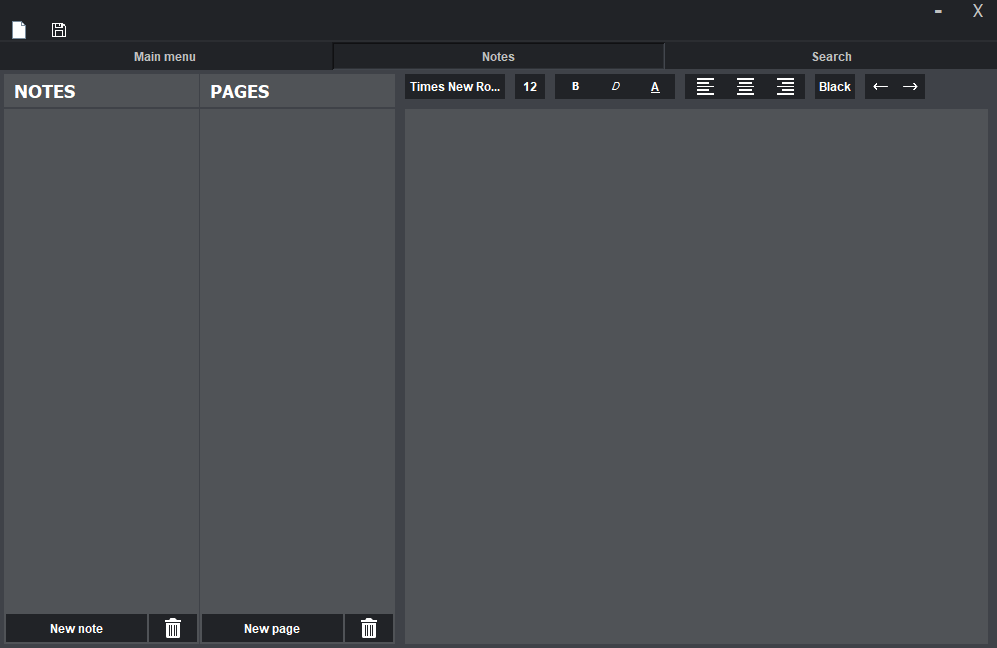 - X
Main menu Notes Search
NOTES PAGES Times New Ro... 12 B D A Black
New note New page